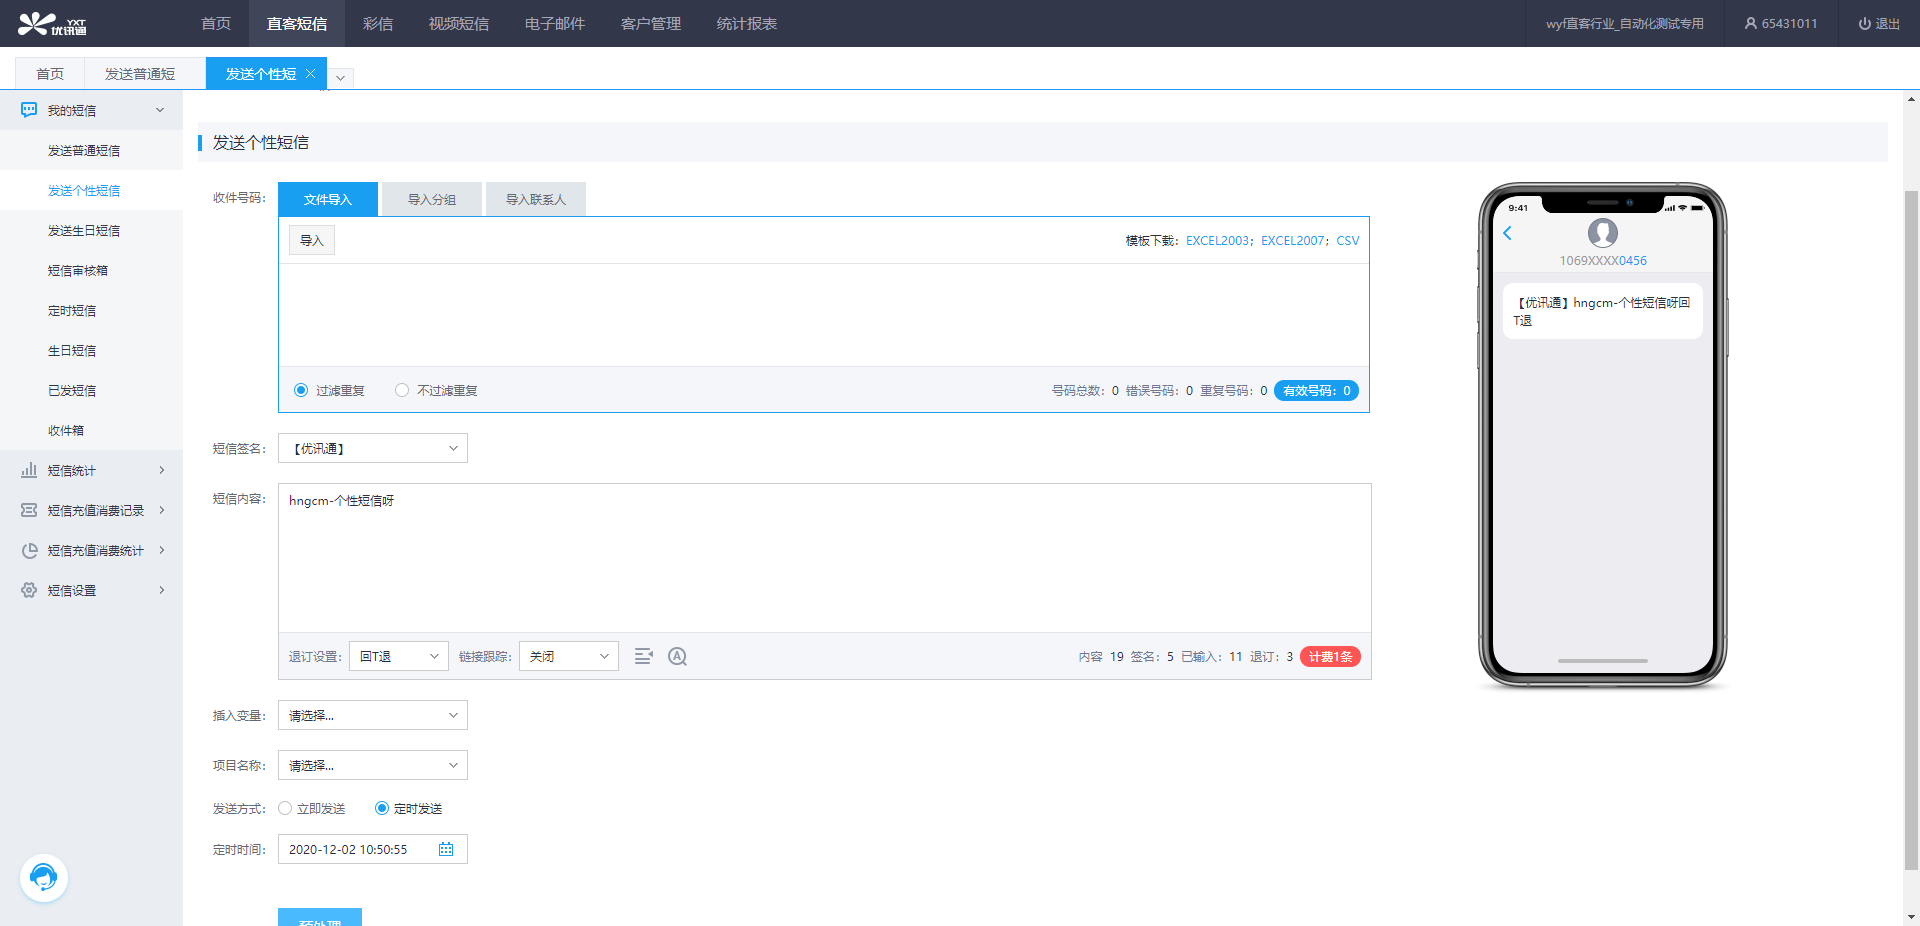 优讯通 YXT
首页 直客短信 彩信 视频短信 电子邮件 客户管理 统计报表 wyf直客行业_自动化测试专用 65431011 退出
首页 发送普通短 发送个性短
我的短信
发送普通短信
发送个性短信
发送生日短信
短信审核箱
定时短信
生日短信
已发短信
收件箱
短信统计
短信充值消费记录
短信充值消费统计
短信设置
发送个性短信
收件号码: 文件导入 导入分组 导入联系人
导入 模板下载: EXCEL2003; EXCEL2007; CSV
过滤重复 不过滤重复 号码总数: 0 错误号码: 0 重复号码: 0 有效号码: 0
短信签名: 【优讯通】
短信内容: hngcm-个性短信呀
退订设置: 回T退 链接跟踪: 关闭 内容 19 签名: 5 已输入: 11 退订: 3 计费1条
插入变量: 请选择...
项目名称: 请选择...
发送方式: 立即发送 定时发送
定时时间: 2020-12-02 10:50:55
预处理
9:41
1069XXXX0456
【优讯通】hngcm-个性短信呀回
T退